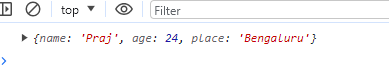 top Filter
{name: 'Praj', age: 24, place: 'Bengaluru'}